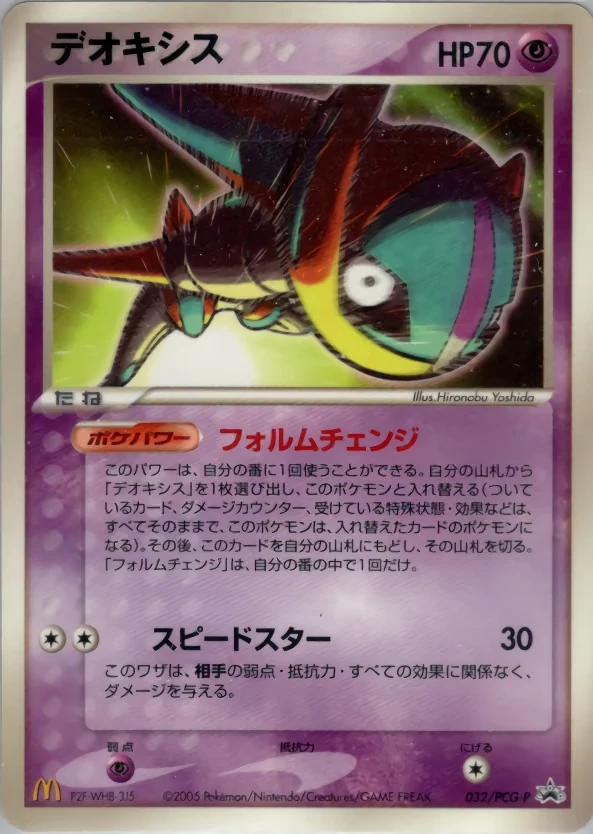 デオキシス HP70
たね Illus.Hironobu Yoshida
ポケパワー フォルムチェンジ
このパワーは、自分の番に1回使うことができる。自分の山札から
「デオキシス」を1枚選び出し、このポケモンと入れ替える(ついて
いるカード、ダメージカウンター、受けている特殊状態・効果などは、
すべてそのままで、このポケモンは、入れ替えたカードのポケモンに
なる)。その後、このカードを自分の山札にもどし、その山札を切る。
「フォルムチェンジ」は、自分の番の中で1回だけ。
スピードスター 30
このワザは、相手の弱点・抵抗力・すべての効果に関係なく、
ダメージを与える。
弱点 抵抗力 にげる
P2F-WHB-315 ©2005 Pokémon/Nintendo/Creatures/GAME FREAK 032/PCG-P